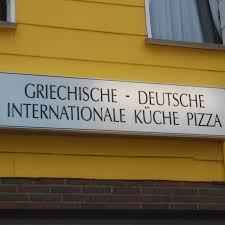 GRIECHISCHE - DEUTSCHE
INTERNATIONALE KÜCHE PIZZA